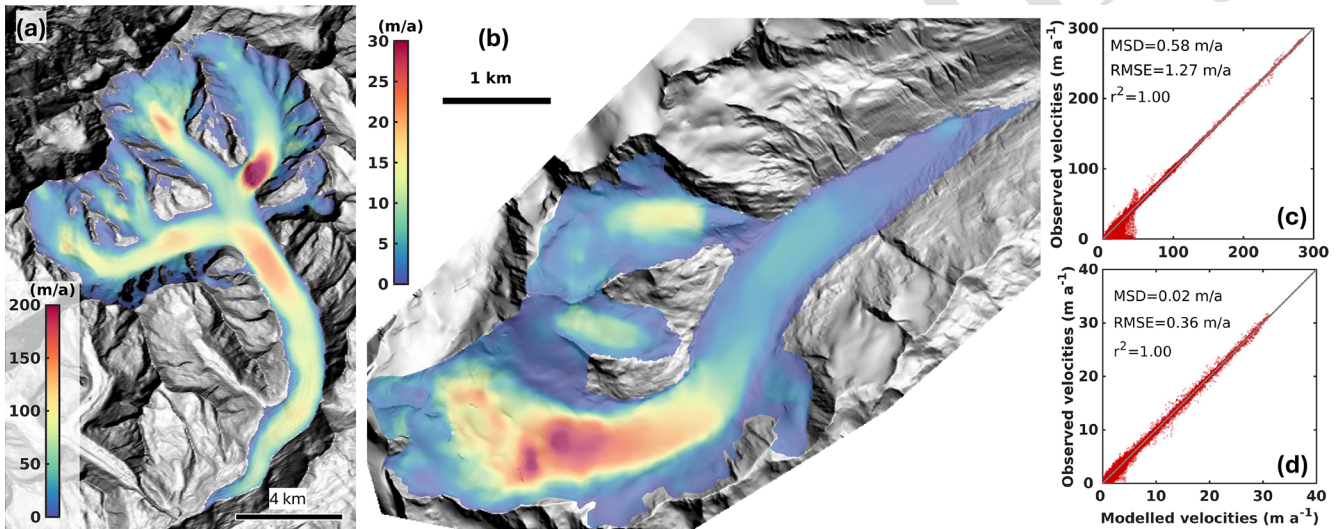 (a)
(m/a)
200
150
100
50
0
4 km
(m/a)
30
25
20
15
10
5
0
(b)
1 km
Observed velocities (m a-1)
300
200
100
0
MSD=0.58 m/a
RMSE=1.27 m/a
r2=1.00
(c)
0 100 200 300
Observed velocities (m a-1)
40
30
20
10
0
MSD=0.02 m/a
RMSE=0.36 m/a
r2=1.00
(d)
0 10 20 30 40
Modelled velocities (m a-1)